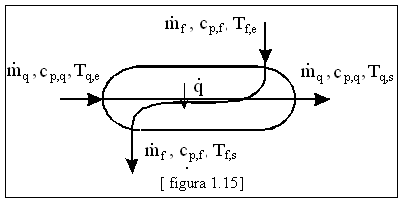 ṁf , cp,f, Tf,e
ṁq , cp,q, Tq,e
q̇
ṁq, cp,q, Tq,s
ṁf , cp,f, Tf,s
[ figura 1.15]